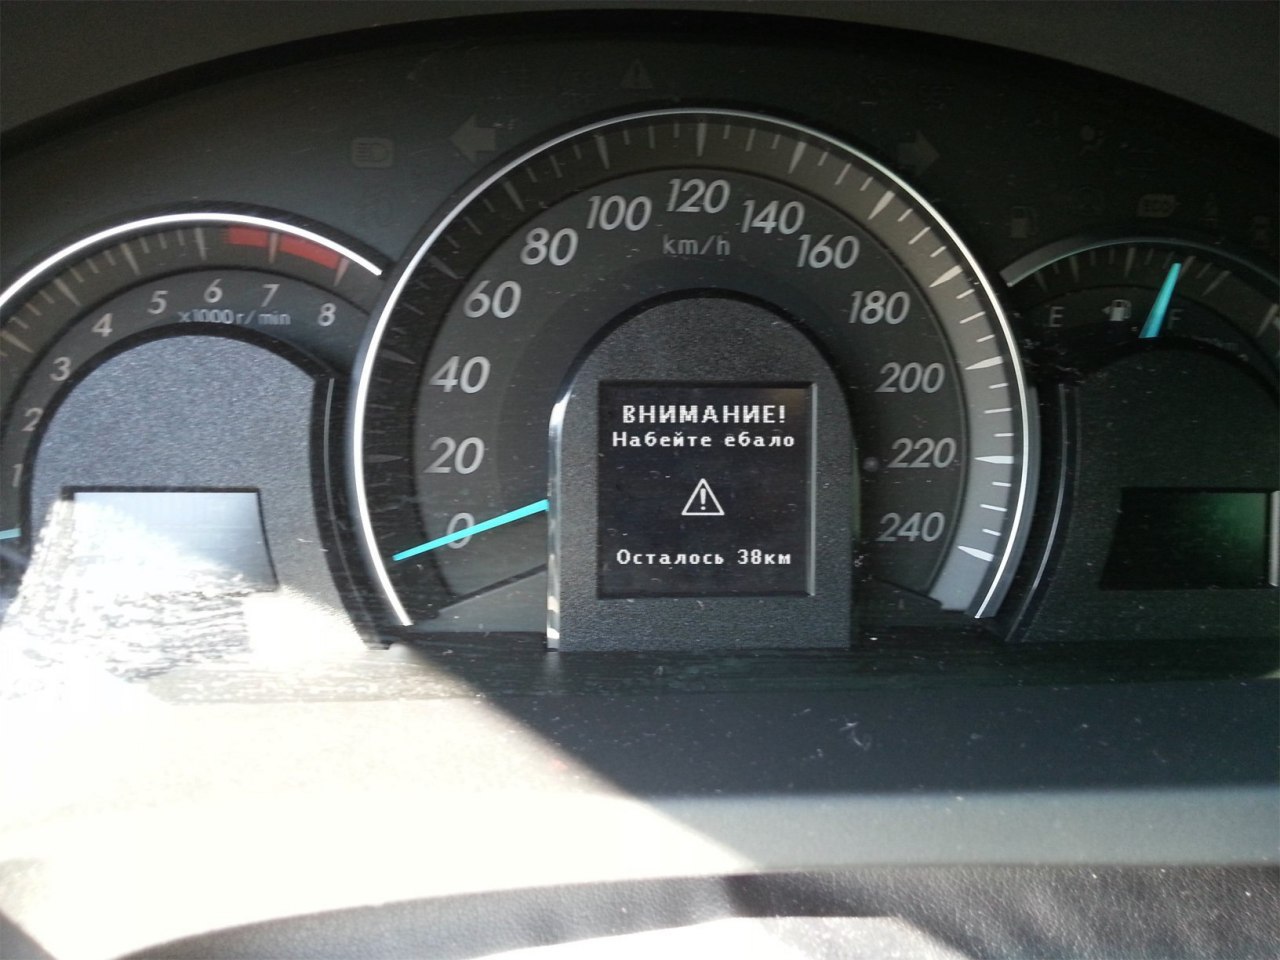 5 6 7 8
4
x1000r/min
3
2
1
120
100 140
80 km/h 160
60 180
40 200
20 220
0 240
ВНИМАНИЕ!
Набейте ебало
Осталось 38км
E F